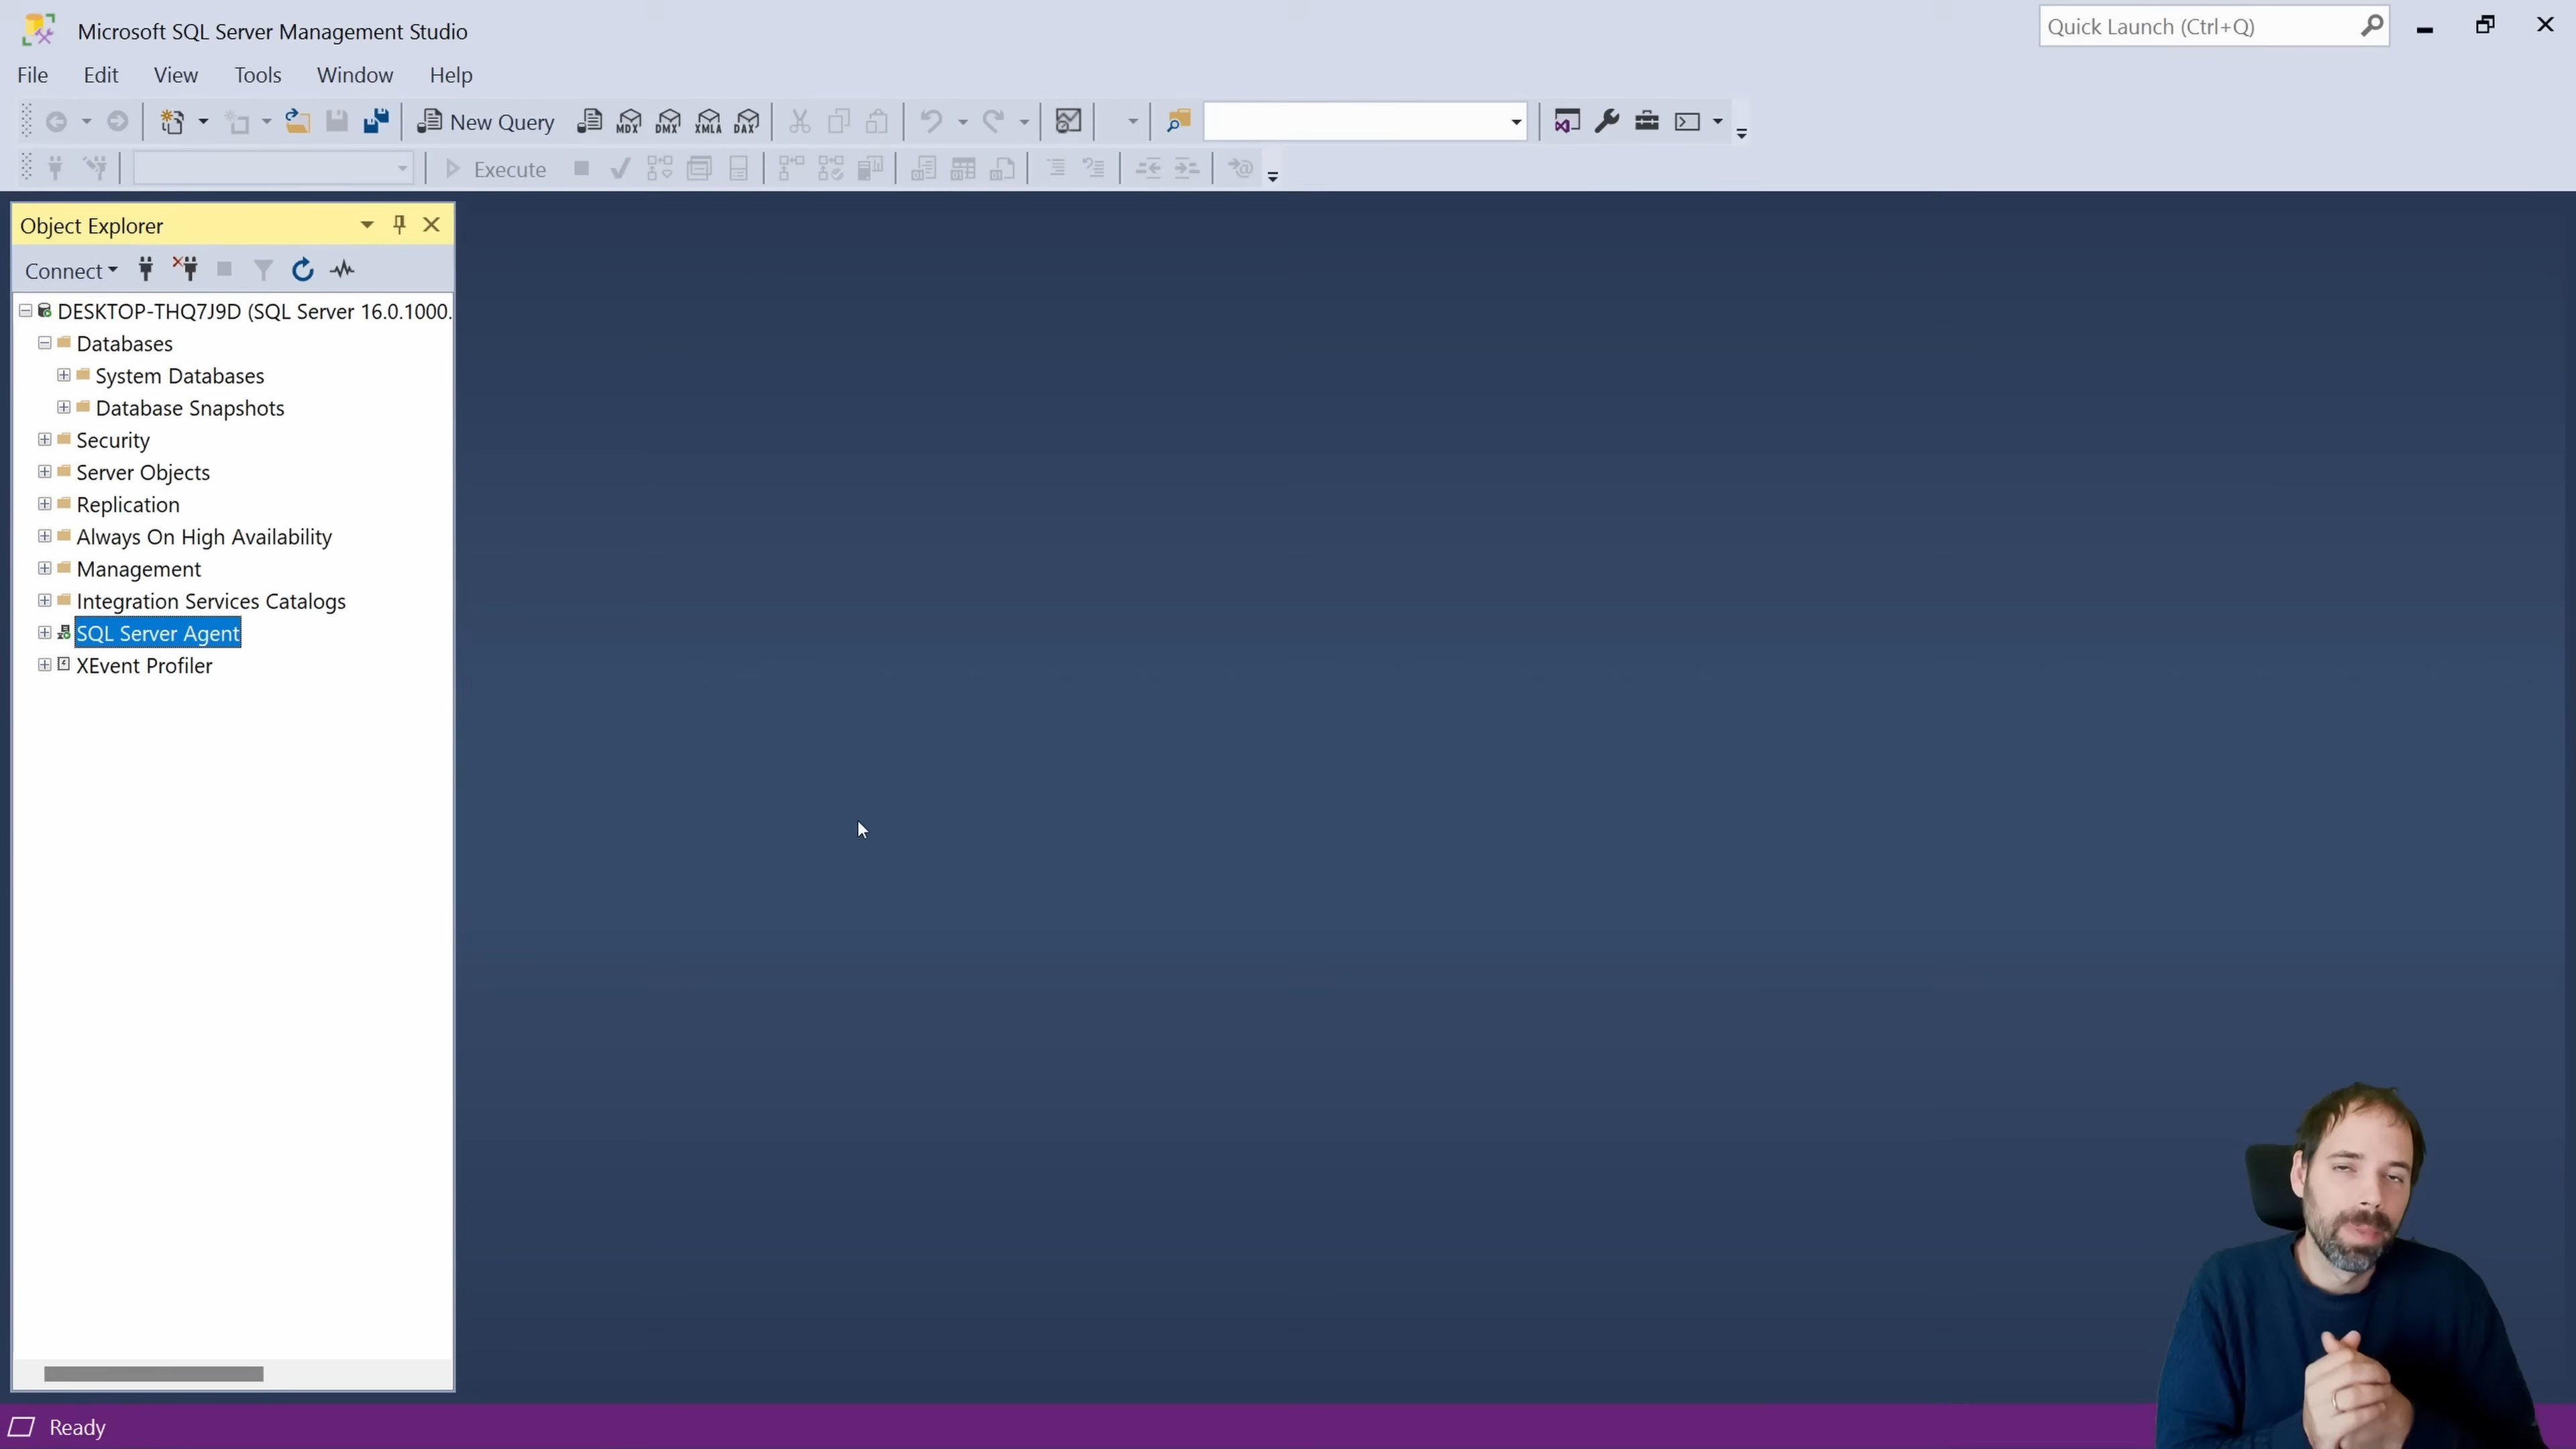 Microsoft SQL Server Management Studio
Quick Launch (Ctrl+Q)
File Edit View Tools Window Help
New Query MDX DMX XMLA DAX
Execute
Object Explorer
Connect
DESKTOP-THQ7J9D (SQL Server 16.0.1000.
Databases
System Databases
Database Snapshots
Security
Server Objects
Replication
Always On High Availability
Management
Integration Services Catalogs
SQL Server Agent
XEvent Profiler
Ready